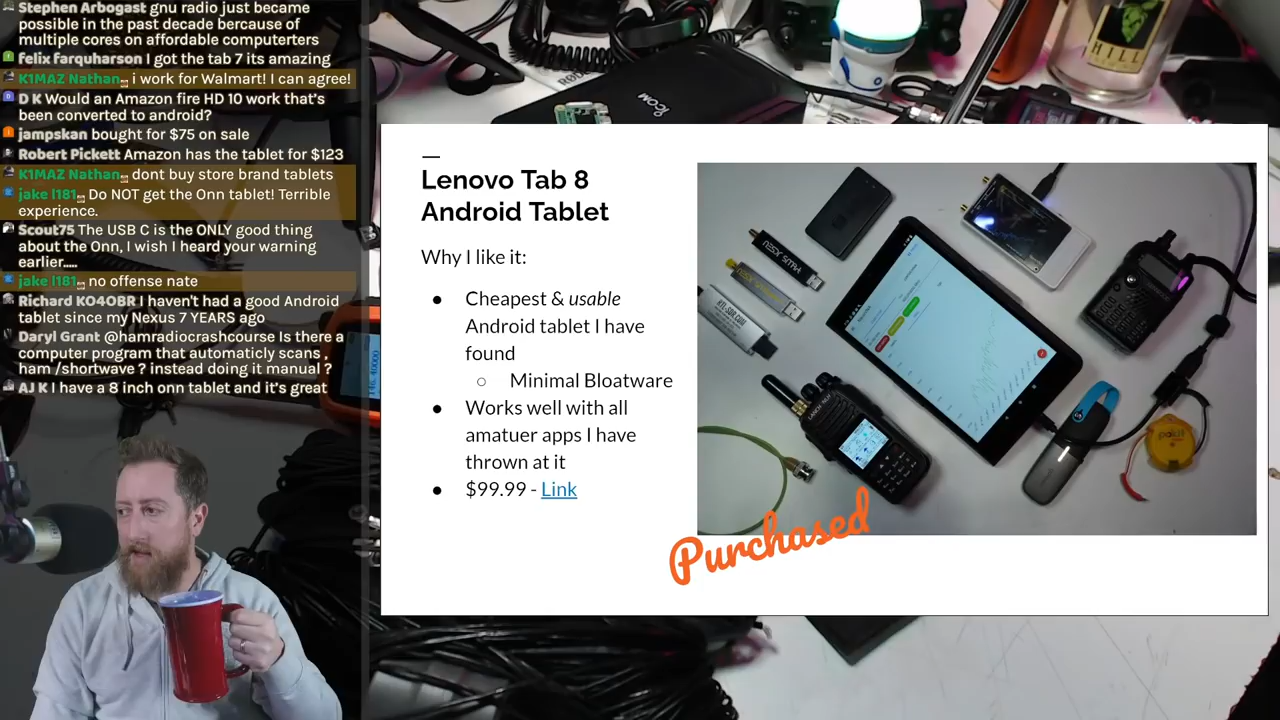 Stephen Arbogast gnu radio just became
possible in the past decade bercause of
multiple cores on affordable computerters
felix farquharson I got the tab 7 its amazing
K1MAZ Nathan i work for Walmart! I can agree!
D K Would an Amazon fire HD 10 work that's
been converted to android?
jampskan bought for $75 on sale
Robert Pickett Amazon has the tablet for $123
K1MAZ Nathan dont buy store brand tablets
jake l181 Do NOT get the Onn tablet! Terrible
experience.
Scout75 The USB C is the ONLY good thing
about the Onn, I wish I heard your warning
earlier.....
jake l181 no offense nate
Richard KO4OBR I haven't had a good Android
tablet since my Nexus 7 YEARS ago
Daryl Grant @hamradiocrashcourse Is there a
computer program that automaticly scans ,
ham /shortwave ? instead doing it manual ?
AJ K I have a 8 inch onn tablet and it's great
Lenovo Tab 8
Android Tablet
Why I like it:
● Cheapest & usable
Android tablet I have
found
○ Minimal Bloatware
● Works well with all
amatuer apps I have
thrown at it
● $99.99 - Link
Purchased
ICOM
HILL
RTL-SDR.COM
pokit